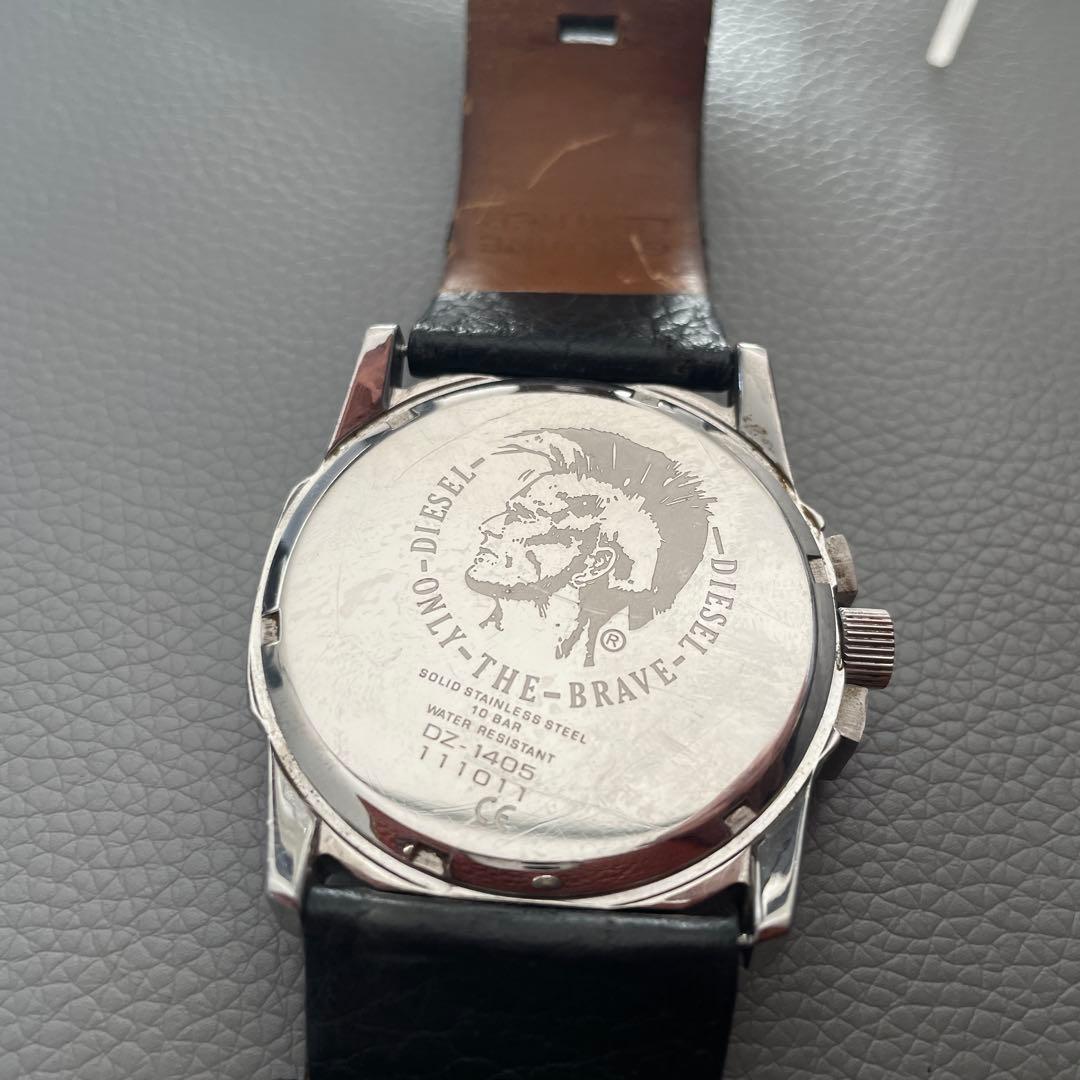 DIESEL-ONLY-THE-BRAVE-DIESEL-
®
SOLID STAINLESS STEEL
10 BAR
WATER RESISTANT
DZ-1405
111011
CE